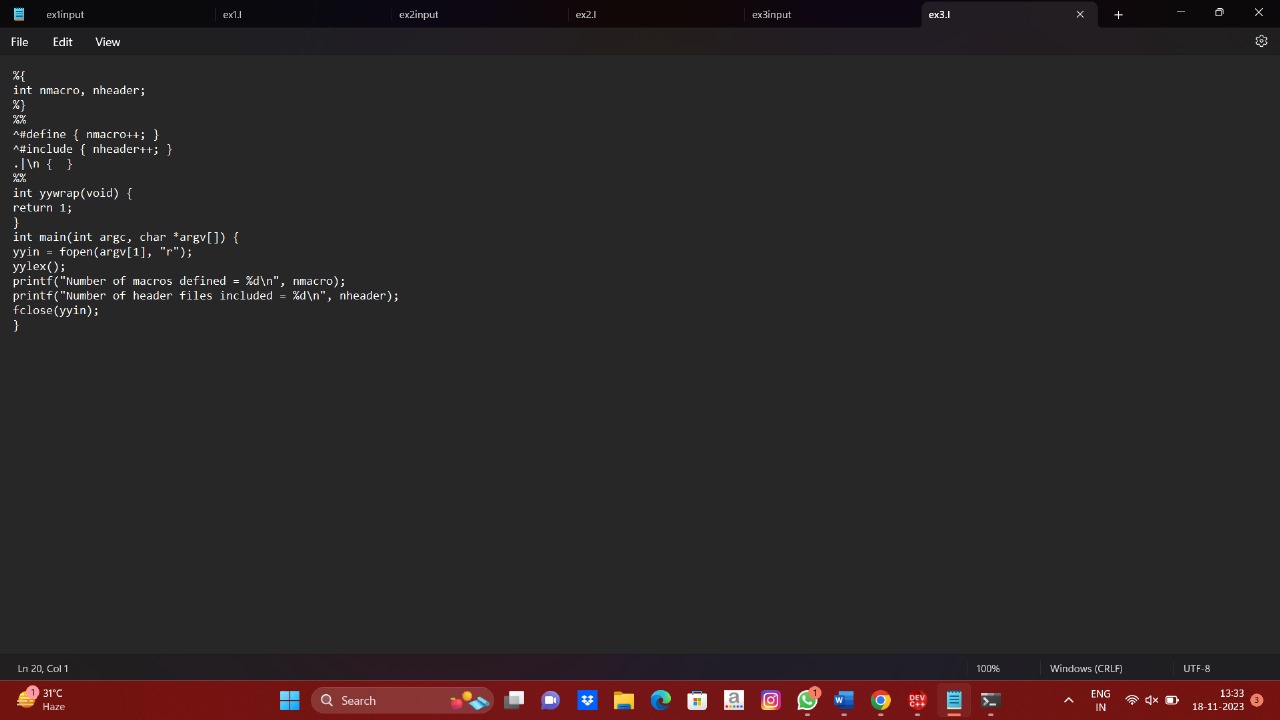 ex1input ex1.l ex2input ex2.l ex3input ex3.l
File Edit View
%{
int nmacro, nheader;
%}
%%
^#define { nmacro++; }
^#include { nheader++; }
.|\n {  }
%%
int yywrap(void) {
return 1;
}
int main(int argc, char *argv[]) {
yyin = fopen(argv[1], "r");
yylex();
printf("Number of macros defined = %d\n", nmacro);
printf("Number of header files included = %d\n", nheader);
fclose(yyin);
}
Ln 20, Col 1 100% Windows (CRLF) UTF-8
1 31°C
Haze
Search
a
1
W
DEV
C++
ENG
IN
13:33
18-11-2023
3